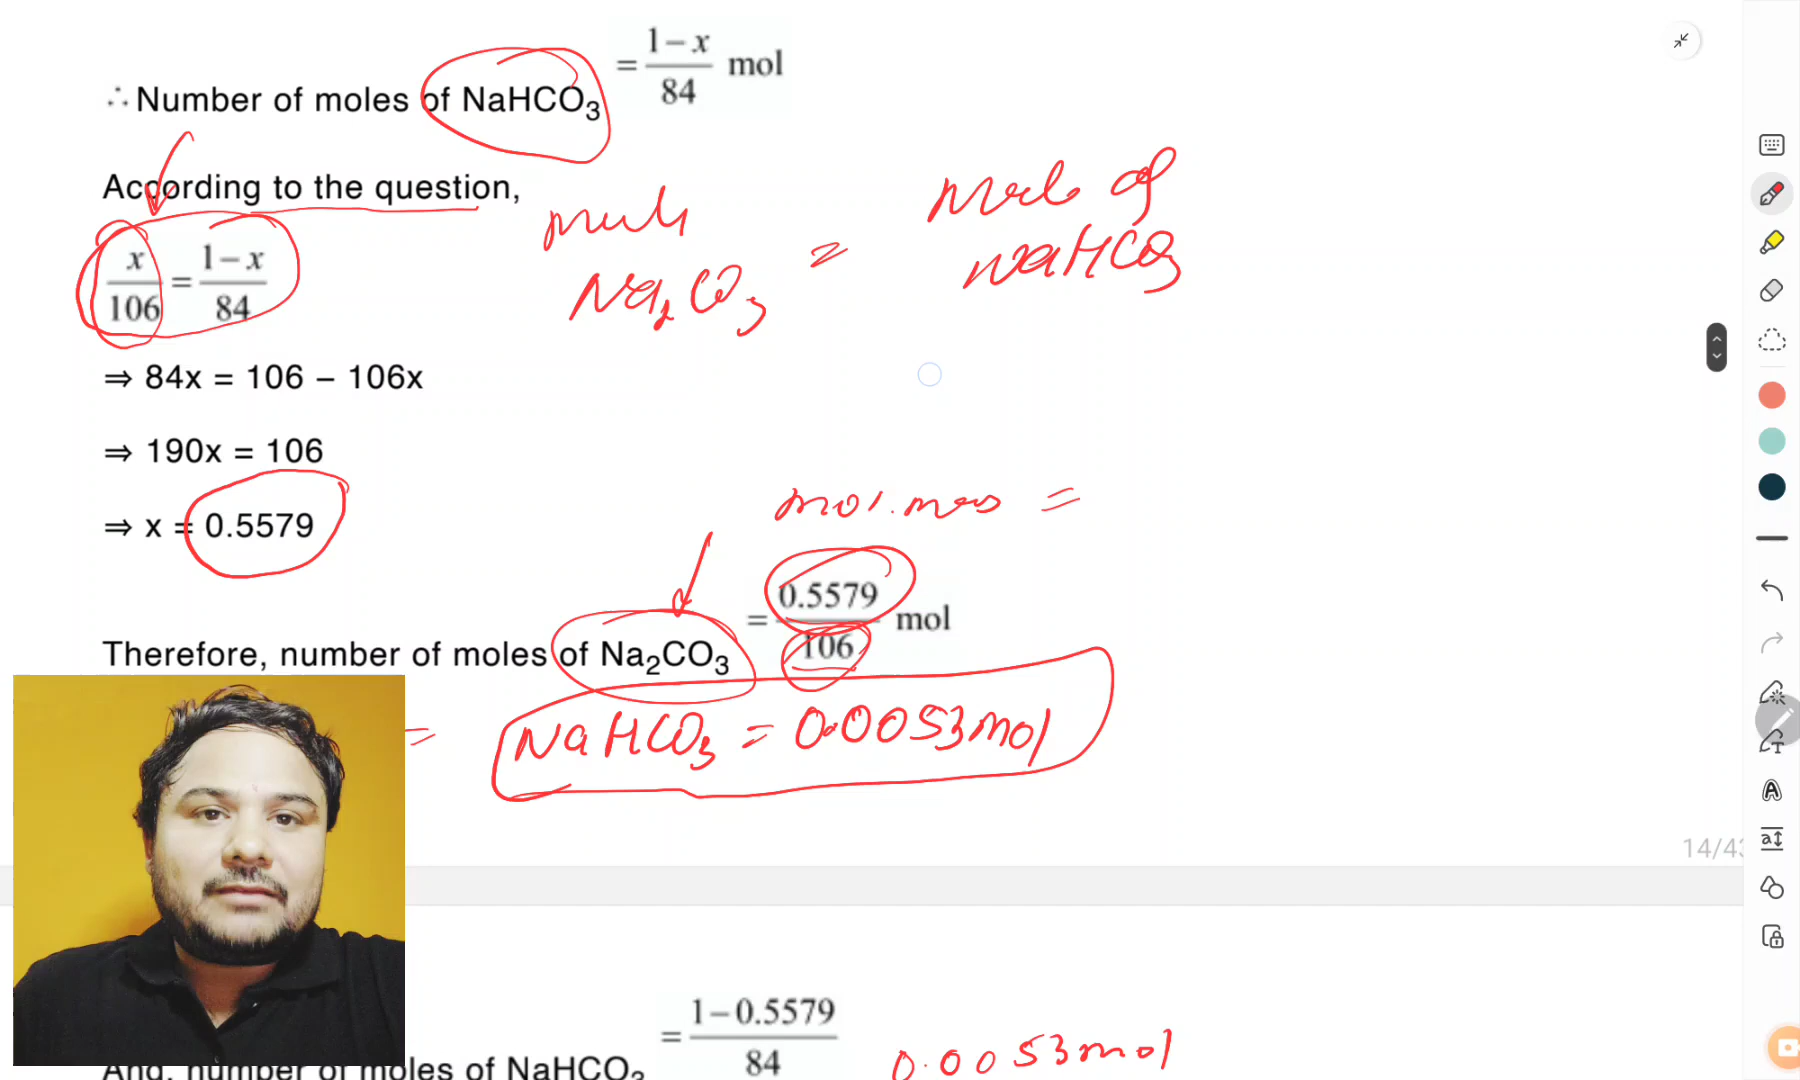 ∴ Number of moles of NaHCO₃ = (1 – x)/84 mol
According to the question,
x/106 = (1 – x)/84
mole
Na₂CO₃
=
Mole of
NaHCO₃
⇒ 84x = 106 – 106x
⇒ 190x = 106
⇒ x = 0.5579
mol. mass =
Therefore, number of moles of Na₂CO₃ = 0.5579/106 mol
= NaHCO₃ = 0.0053 mol
14/43
And, number of moles of NaHCO₃ = (1 – 0.5579)/84
0.0053 mol